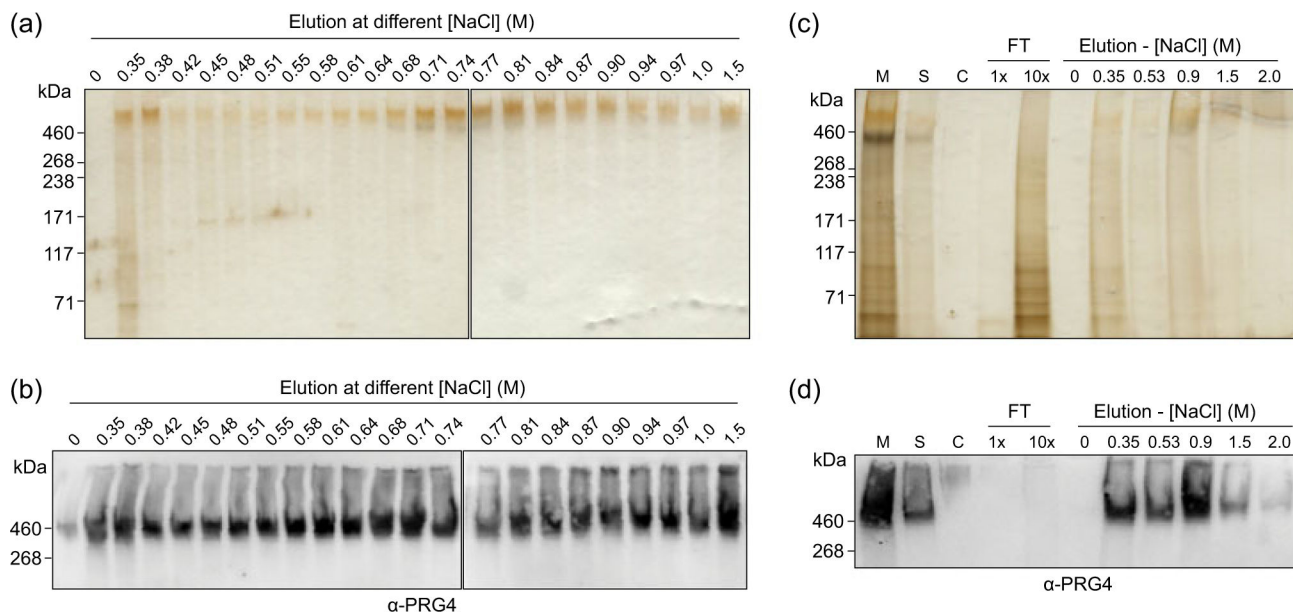 (a)
Elution at different [NaCl] (M)
0 0.35 0.38 0.42 0.45 0.48 0.51 0.55 0.58 0.61 0.64 0.68 0.71 0.74 0.77 0.81 0.84 0.87 0.90 0.94 0.97 1.0 1.5
kDa
460
268
238
171
117
71
(b)
Elution at different [NaCl] (M)
0 0.35 0.38 0.42 0.45 0.48 0.51 0.55 0.58 0.61 0.64 0.68 0.71 0.74 0.77 0.81 0.84 0.87 0.90 0.94 0.97 1.0 1.5
kDa
460
268
α-PRG4
(c)
FT Elution - [NaCl] (M)
M S C 1x 10x 0 0.35 0.53 0.9 1.5 2.0
kDa
460
268
238
171
117
71
(d)
FT Elution - [NaCl] (M)
M S C 1x 10x 0 0.35 0.53 0.9 1.5 2.0
kDa
460
268
α-PRG4